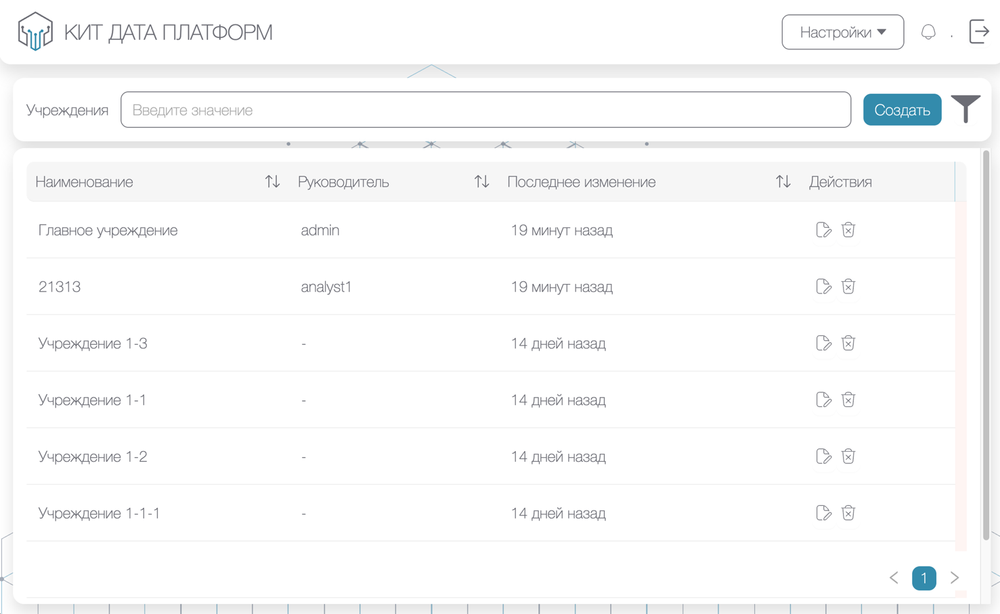 КИТ ДАТА ПЛАТФОРМ
Настройки
.
Учреждения
Введите значение
Создать
Наименование Руководитель Последнее изменение Действия
Главное учреждение admin 19 минут назад
21313 analyst1 19 минут назад
Учреждение 1-3 - 14 дней назад
Учреждение 1-1 - 14 дней назад
Учреждение 1-2 - 14 дней назад
Учреждение 1-1-1 - 14 дней назад
1